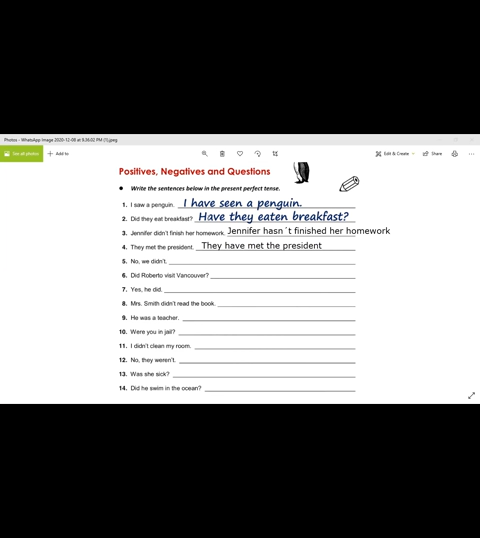 Photos - WhatsApp Image 2020-12-08 at 9.36.02 PM (1).jpeg
See all photos + Add to Edit & Create Share
Positives, Negatives and Questions
Write the sentences below in the present perfect tense.
1. I saw a penguin. I have seen a penguin.
2. Did they eat breakfast? Have they eaten breakfast?
3. Jennifer didn't finish her homework. Jennifer hasn´t finished her homework
4. They met the president. They have met the president
5. No, we didn't.
6. Did Roberto visit Vancouver?
7. Yes, he did.
8. Mrs. Smith didn't read the book.
9. He was a teacher.
10. Were you in jail?
11. I didn't clean my room.
12. No, they weren't.
13. Was she sick?
14. Did he swim in the ocean?